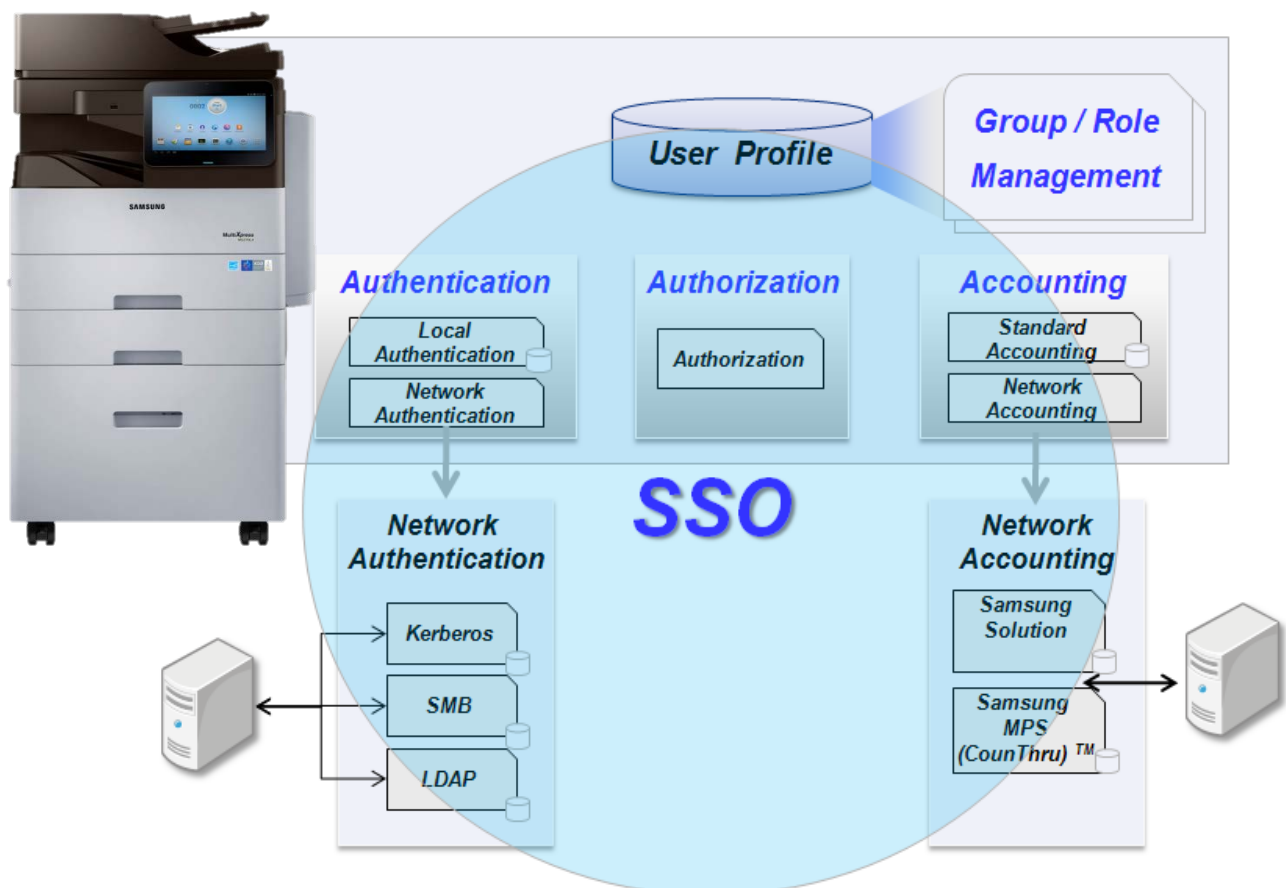 SAMSUNG
MultiXpress
User Profile
Group / Role
Management
Authentication
Local
Authentication
Network
Authentication
Authorization
Authorization
Accounting
Standard
Accounting
Network
Accounting
SSO
Network
Authentication
Kerberos
SMB
LDAP
Network
Accounting
Samsung
Solution
Samsung
MPS
(CounThru) TM